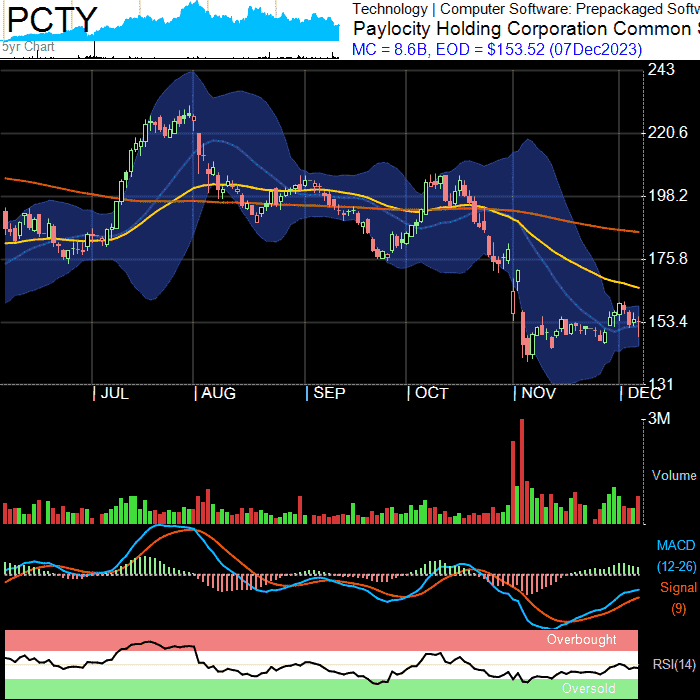 PCTY
5yr Chart
Technology | Computer Software: Prepackaged Softw
Paylocity Holding Corporation Common S
MC = 8.6B, EOD = $153.52 (07Dec2023)
243
220.6
198.2
175.8
153.4
131
JUL AUG SEP OCT NOV DEC
3M
Volume
MACD
(12-26)
Signal
(9)
Overbought
RSI(14)
Oversold